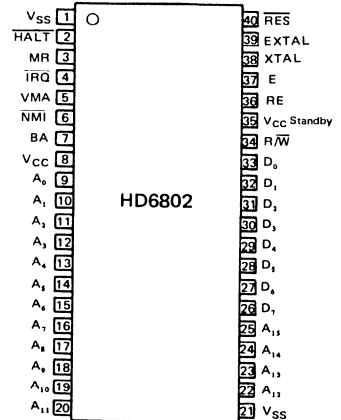 VSS 1
HALT 2
MR 3
IRQ 4
VMA 5
NMI 6
BA 7
VCC 8
A0 9
A1 10
A2 11
A3 12
A4 13
A5 14
A6 15
A7 16
A8 17
A9 18
A10 19
A11 20
HD6802
40 RES
39 EXTAL
38 XTAL
37 E
36 RE
35 VCC Standby
34 R/W
33 D0
32 D1
31 D2
30 D3
29 D4
28 D5
27 D6
26 D7
25 A15
24 A14
23 A13
22 A12
21 VSS